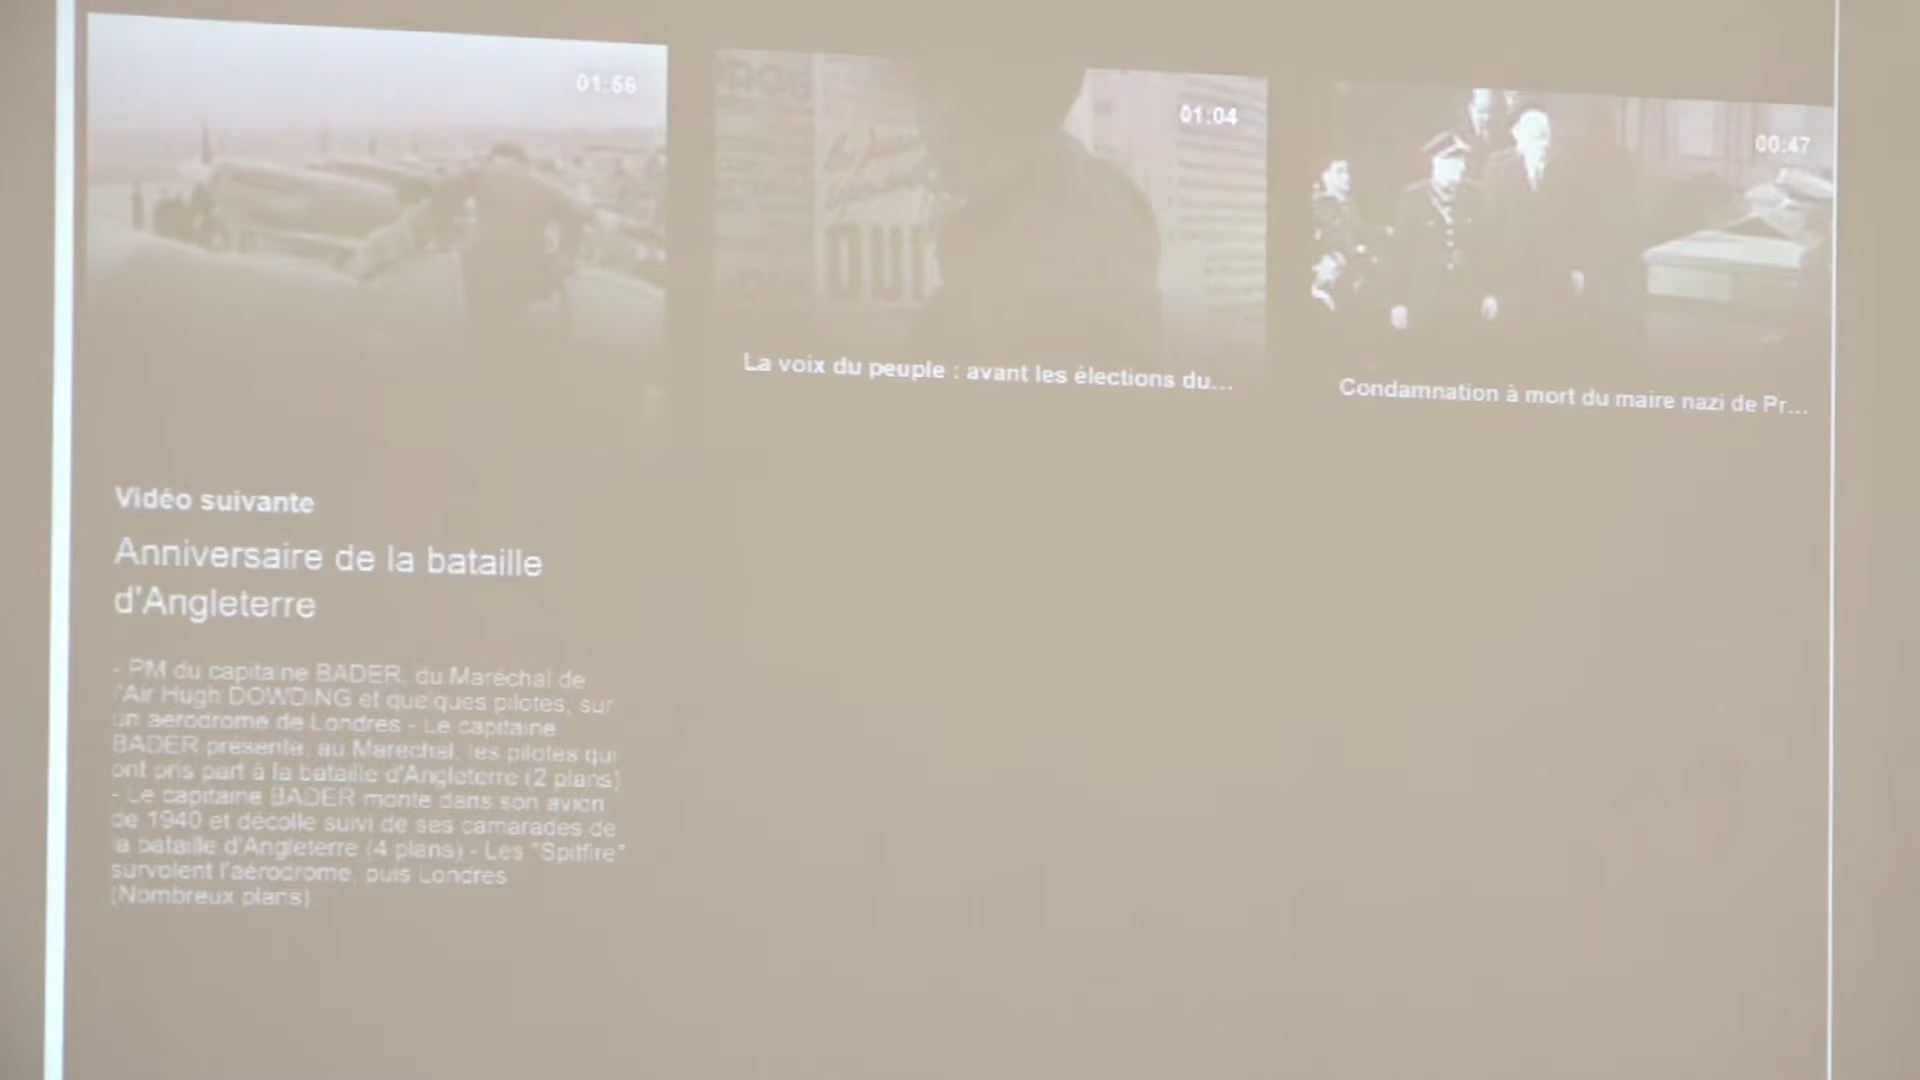 01:56
01:04
00:47
OUI
La voix du peuple : avant les élections du...
Condamnation à mort du maire nazi de Pr...
Vidéo suivante
Anniversaire de la bataille
d'Angleterre
- PM du capitaine BADER, du Maréchal de
l'Air Hugh DOWDING et quelques pilotes, sur
un aérodrome de Londres - Le capitaine
BADER présente, au Maréchal, les pilotes qui
ont pris part à la bataille d'Angleterre (2 plans)
- Le capitaine BADER monte dans son avion
de 1940 et décolle suivi de ses camarades de
la bataille d'Angleterre (4 plans) - Les "Spitfire"
survolent l'aérodrome, puis Londres
(Nombreux plans)